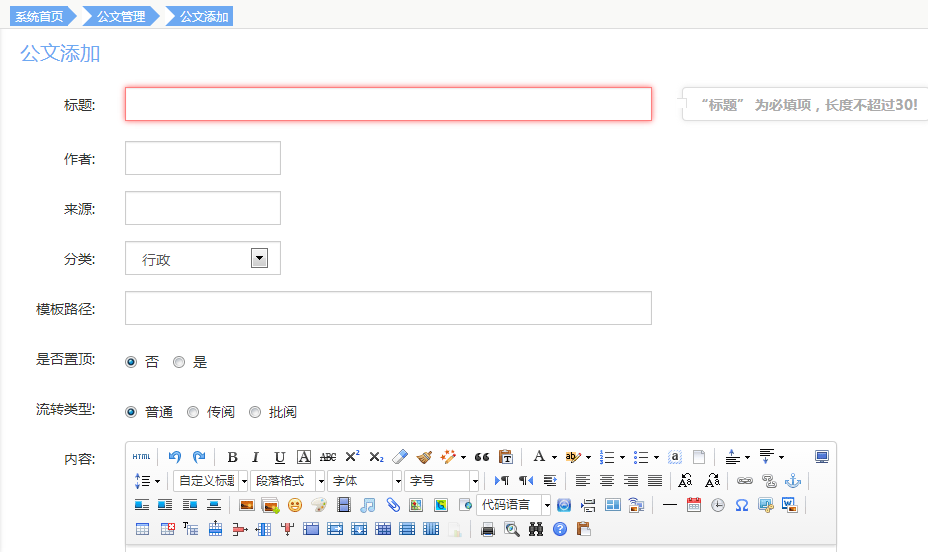 系统首页 公文管理 公文添加
公文添加
标题:
“标题” 为必填项，长度不超过30!
作者:
来源:
分类: 行政
模板路径:
是否置顶: 否 是
流转类型: 普通 传阅 批阅
内容:
HTML B I U A ABC X² X₂ A ab a
自定义标题 段落格式 字体 字号
代码语言